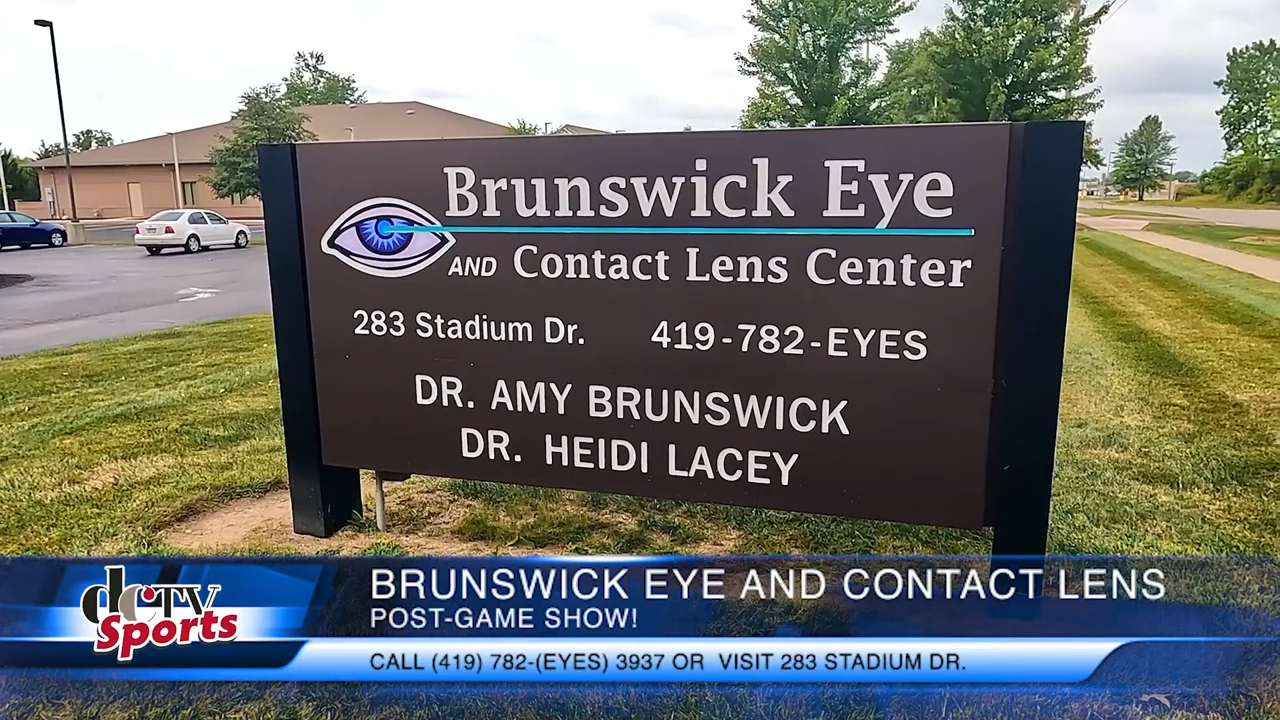 Brunswick Eye
AND Contact Lens Center
283 Stadium Dr. 419-782-EYES
DR. AMY BRUNSWICK
DR. HEIDI LACEY
dctv Sports
BRUNSWICK EYE AND CONTACT LENS
POST-GAME SHOW!
CALL (419) 782-(EYES) 3937 OR VISIT 283 STADIUM DR.